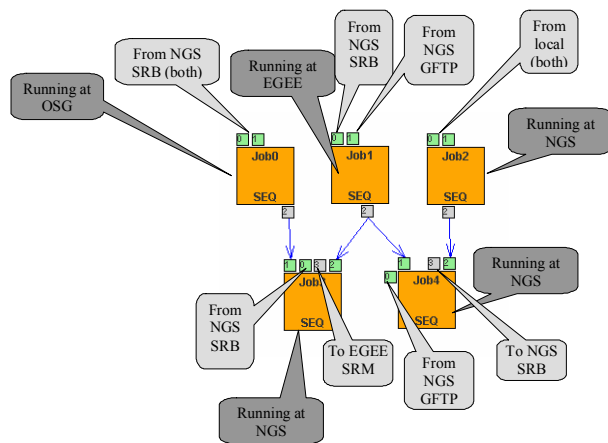 From NGS
SRB (both)
From
NGS
SRB
From
NGS
GFTP
From
local
(both)
Running at
OSG
Running at
EGEE
Running at
NGS
0 1
Job0
SEQ
2
0 1
Job1
SEQ
2
0 1
Job2
SEQ
2
1 0 3 2
SEQ
1 3 2
0
Job4
SEQ
Running at
NGS
From
NGS
SRB
To EGEE
SRM
From
NGS
GFTP
To NGS
SRB
Running at
NGS